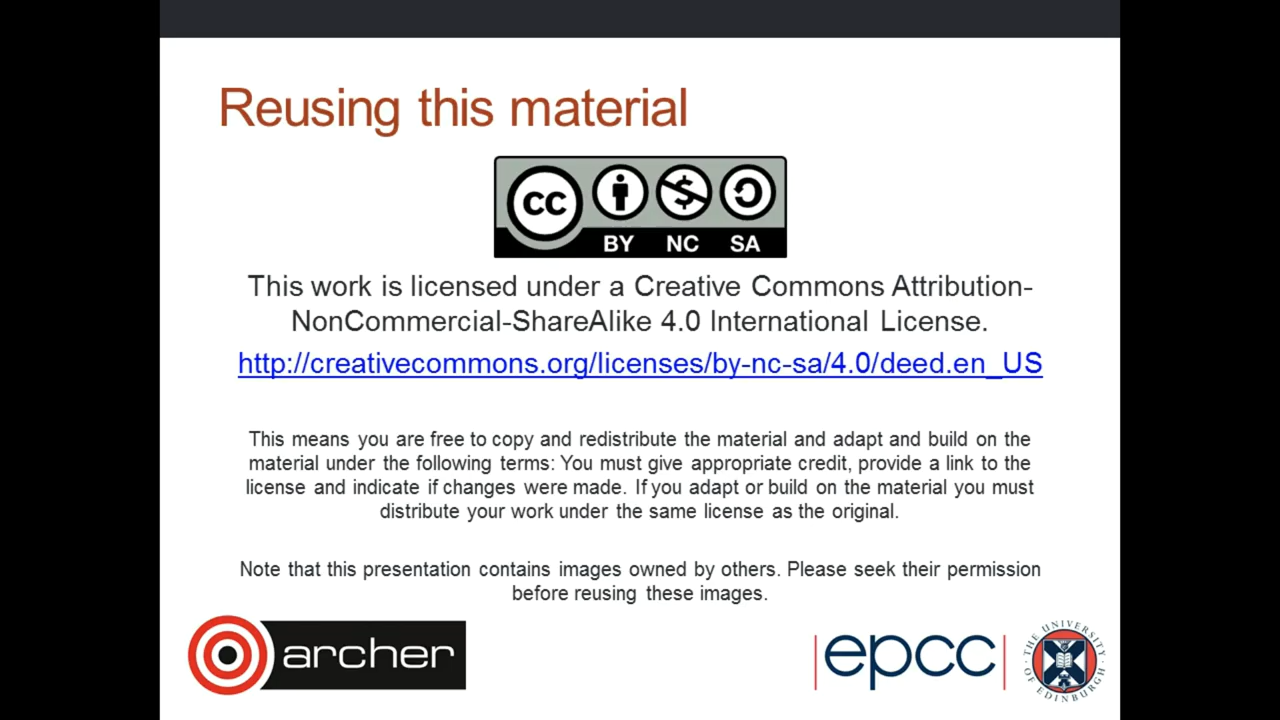 Reusing this material
CC
BY NC SA
This work is licensed under a Creative Commons Attribution-
NonCommercial-ShareAlike 4.0 International License.
http://creativecommons.org/licenses/by-nc-sa/4.0/deed.en_US
This means you are free to copy and redistribute the material and adapt and build on the
material under the following terms: You must give appropriate credit, provide a link to the
license and indicate if changes were made. If you adapt or build on the material you must
distribute your work under the same license as the original.
Note that this presentation contains images owned by others. Please seek their permission
before reusing these images.
archer
epcc
THE UNIVERSITY OF EDINBURGH